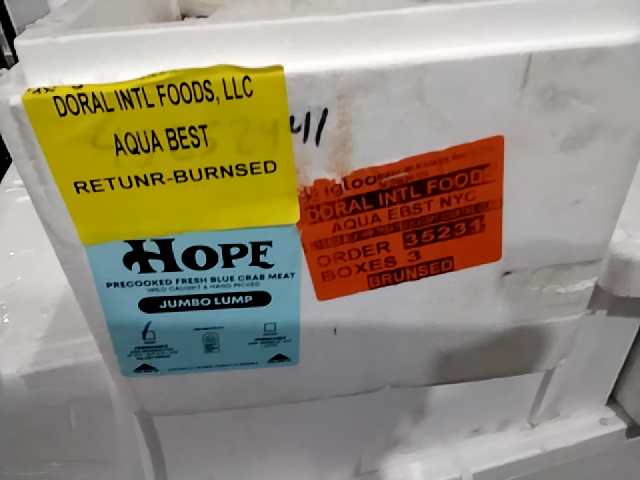 DORAL INTL FOODS, LLC
AQUA BEST
RETUNR-BURNSED
HOPE
PRECOOKED FRESH BLUE CRAB MEAT
WILD CAUGHT & HAND PICKED
JUMBO LUMP
igloo
DORAL INTL FOODS
AQUA EBST NYC
ORDER 35231
BOXES 3
BRUNSED